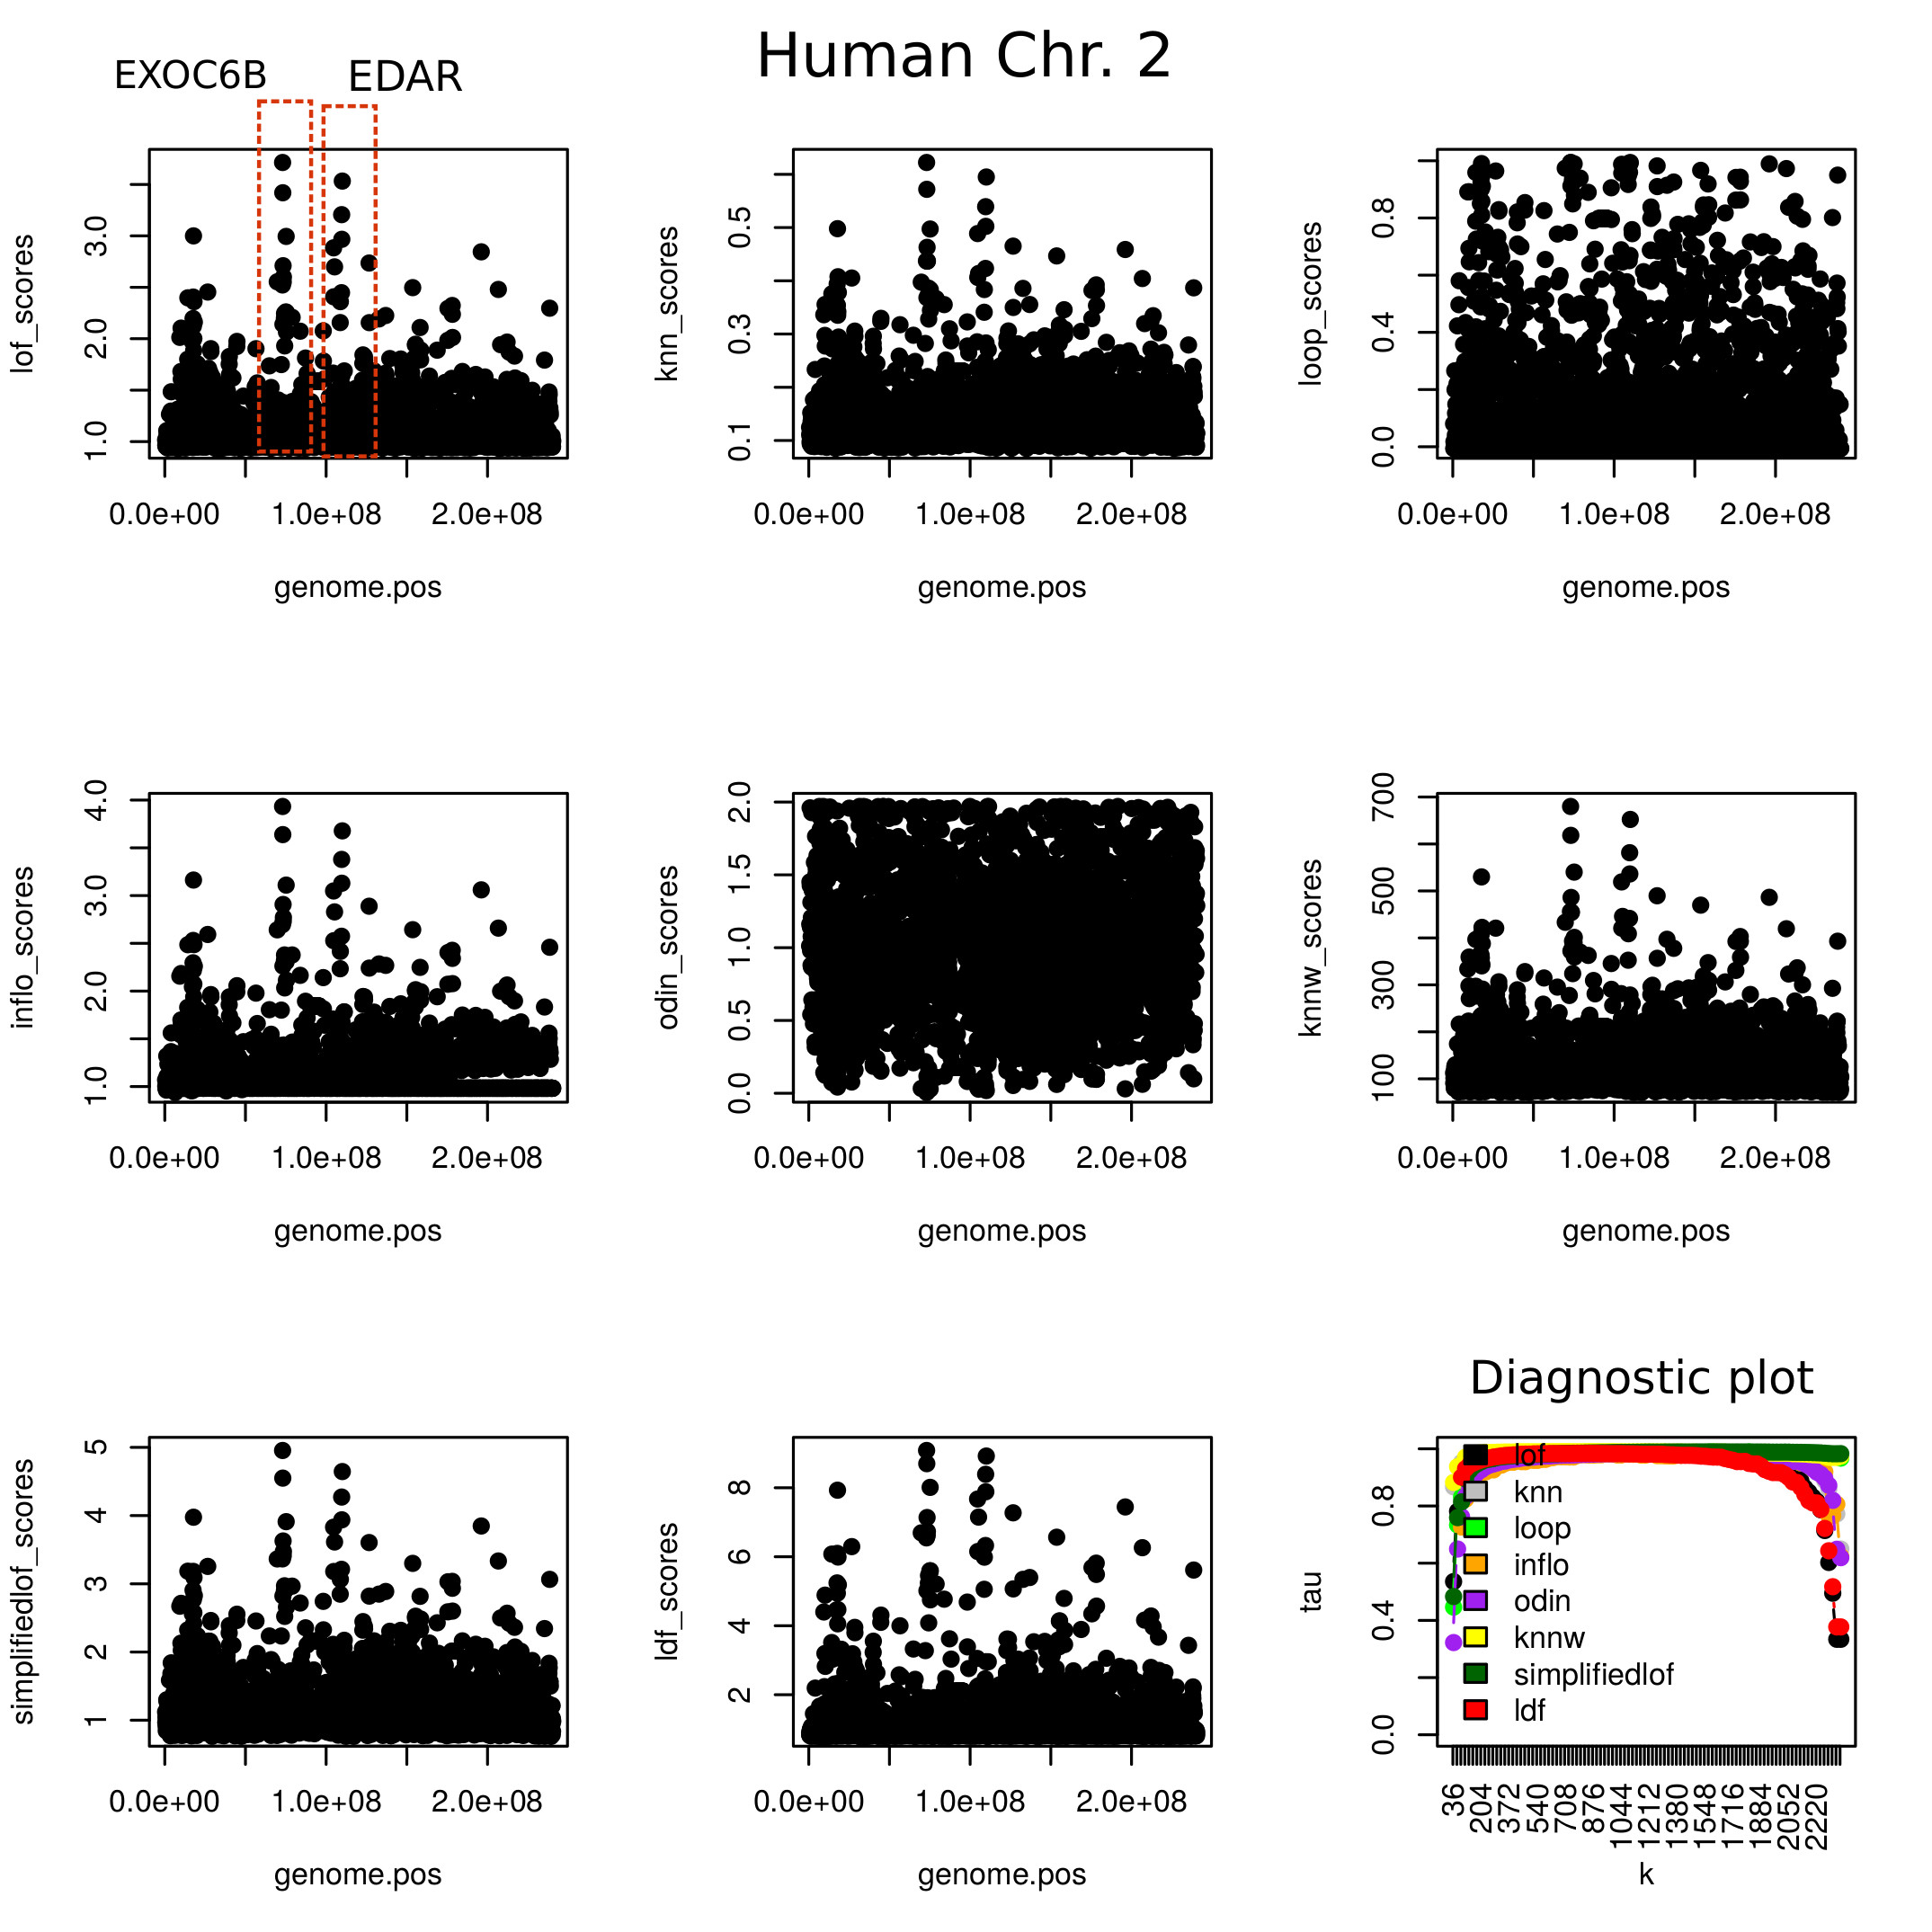 Human Chr. 2
EXOC6B EDAR
lof_scores
1.0 2.0 3.0
0.0e+00 1.0e+08 2.0e+08
genome.pos
knn_scores
0.1 0.3 0.5
0.0e+00 1.0e+08 2.0e+08
genome.pos
loop_scores
0.0 0.4 0.8
0.0e+00 1.0e+08 2.0e+08
genome.pos
inflo_scores
1.0 2.0 3.0 4.0
0.0e+00 1.0e+08 2.0e+08
genome.pos
odin_scores
0.0 0.5 1.0 1.5 2.0
0.0e+00 1.0e+08 2.0e+08
genome.pos
knnw_scores
100 300 500 700
0.0e+00 1.0e+08 2.0e+08
genome.pos
simplifiedlof_scores
1 2 3 4 5
0.0e+00 1.0e+08 2.0e+08
genome.pos
ldf_scores
2 4 6 8
0.0e+00 1.0e+08 2.0e+08
genome.pos
Diagnostic plot
tau
0.0 0.4 0.8
lof
knn
loop
inflo
odin
knnw
simplifiedlof
ldf
36 204 372 540 708 876 1044 1212 1380 1548 1716 1884 2052 2220
k